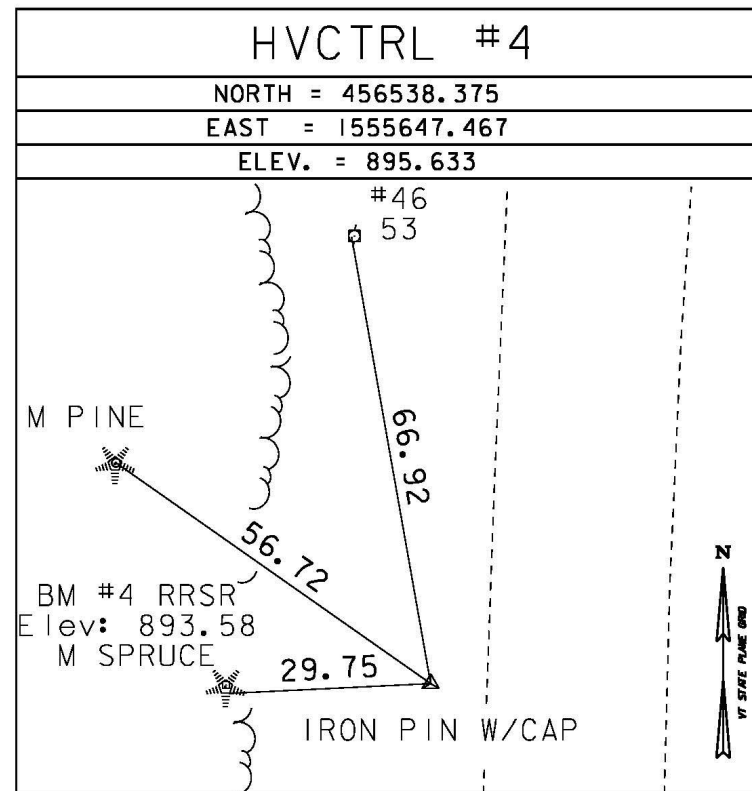 HVCTRL #4
NORTH = 456538.375
EAST = 1555647.467
ELEV. = 895.633
#46
53
M PINE
66.92
56.72
BM #4 RRSR
Elev: 893.58
M SPRUCE
29.75
IRON PIN W/CAP
N
VT STATE PLANE GRID